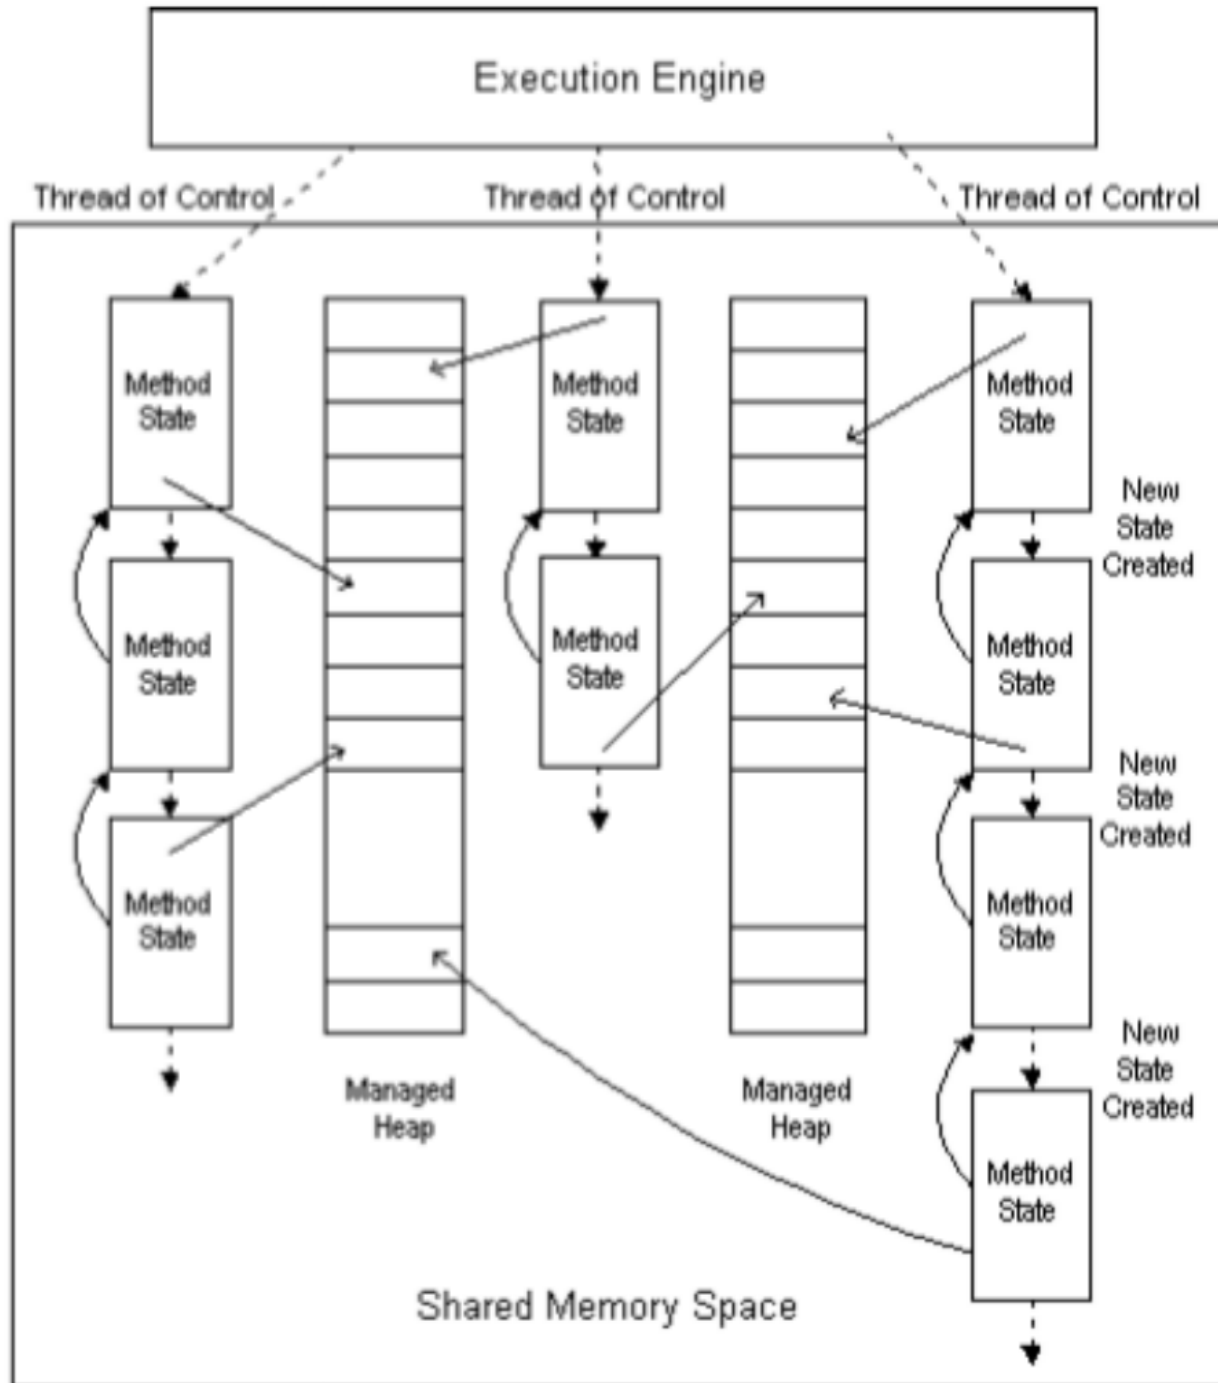 Execution Engine
Thread of Control
Thread of Control
Thread of Control
Method
State
Method
State
Method
State
New
State
Created
Method
State
Method
State
Method
State
New
State
Created
Method
State
Method
State
New
State
Created
Managed
Heap
Managed
Heap
Method
State
Shared Memory Space